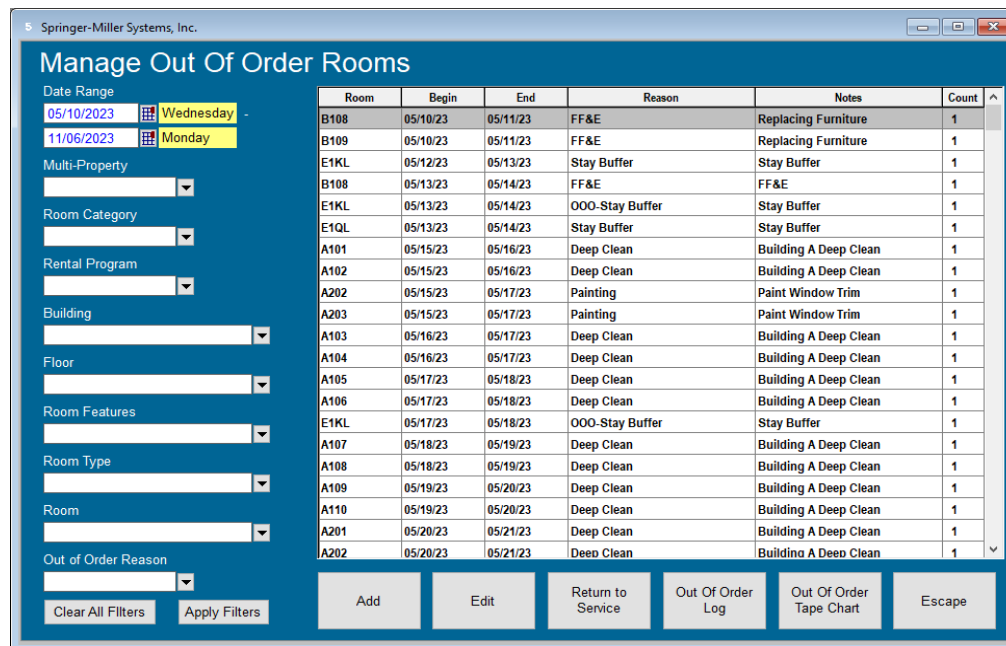 5 Springer-Miller Systems, Inc.
Manage Out Of Order Rooms
Date Range
05/10/2023 Wednesday -
11/06/2023 Monday
Multi-Property
Room Category
Rental Program
Building
Floor
Room Features
Room Type
Room
Out of Order Reason
Clear All FIlters Apply Filters
Room Begin End Reason Notes Count
B108 05/10/23 05/11/23 FF&E Replacing Furniture 1
B109 05/10/23 05/11/23 FF&E Replacing Furniture 1
E1KL 05/12/23 05/13/23 Stay Buffer Stay Buffer 1
B108 05/13/23 05/14/23 FF&E FF&E 1
E1KL 05/13/23 05/14/23 OOO-Stay Buffer Stay Buffer 1
E1QL 05/13/23 05/14/23 Stay Buffer Stay Buffer 1
A101 05/15/23 05/16/23 Deep Clean Building A Deep Clean 1
A102 05/15/23 05/16/23 Deep Clean Building A Deep Clean 1
A202 05/15/23 05/17/23 Painting Paint Window Trim 1
A203 05/15/23 05/17/23 Painting Paint Window Trim 1
A103 05/16/23 05/17/23 Deep Clean Building A Deep Clean 1
A104 05/16/23 05/17/23 Deep Clean Building A Deep Clean 1
A105 05/17/23 05/18/23 Deep Clean Building A Deep Clean 1
A106 05/17/23 05/18/23 Deep Clean Building A Deep Clean 1
E1KL 05/17/23 05/18/23 OOO-Stay Buffer Stay Buffer 1
A107 05/18/23 05/19/23 Deep Clean Building A Deep Clean 1
A108 05/18/23 05/19/23 Deep Clean Building A Deep Clean 1
A109 05/19/23 05/20/23 Deep Clean Building A Deep Clean 1
A110 05/19/23 05/20/23 Deep Clean Building A Deep Clean 1
A201 05/20/23 05/21/23 Deep Clean Building A Deep Clean 1
A202 05/20/23 05/21/23 Deep Clean Building A Deep Clean 1
Add
Edit
Return to
Service
Out Of Order
Log
Out Of Order
Tape Chart
Escape